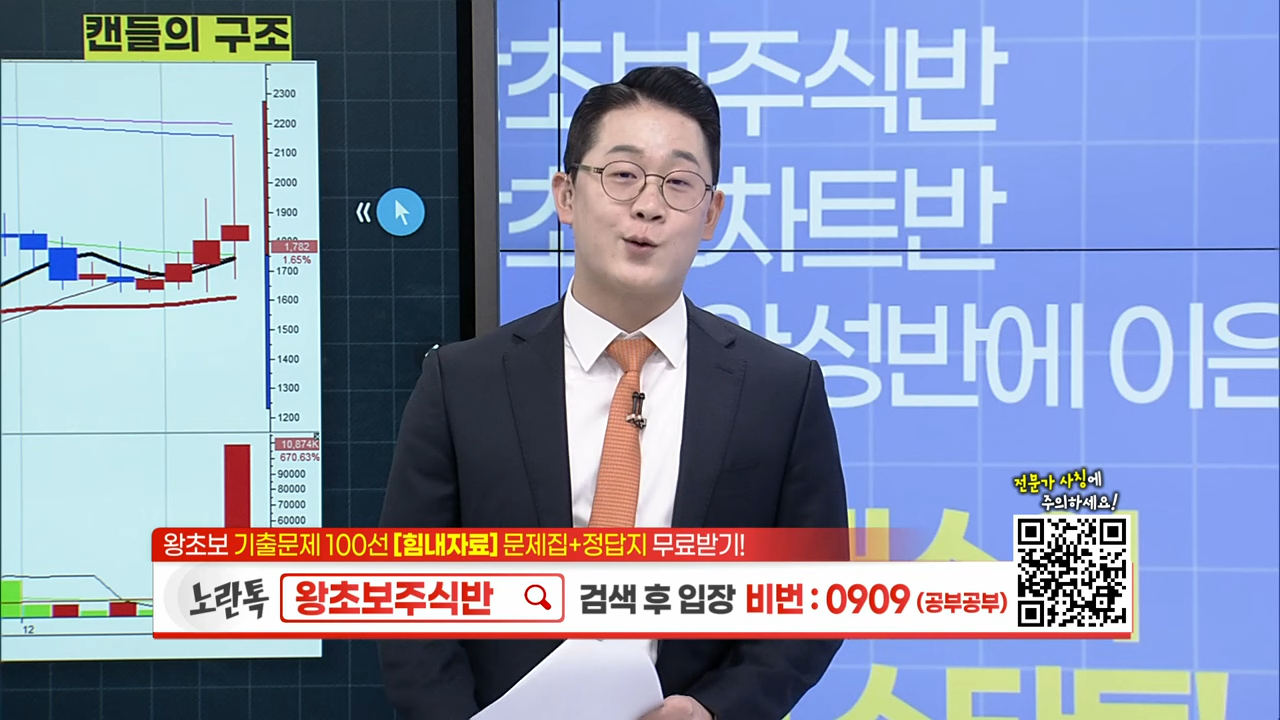 캔들의 구조
2300
2200
2100
2000
1900
1,782
1.65%
1700
1600
1500
1400
1300
1200
10,874K
670.63%
90000
80000
70000
60000
12
초보주식반
차트반
성반에 이은
전문가 사칭에
주의하세요!
왕초보 기출문제 100선 [힘내자료] 문제집+정답지 무료받기!
노란톡 왕초보주식반 검색 후 입장 비번 : 0909 (공부공부)